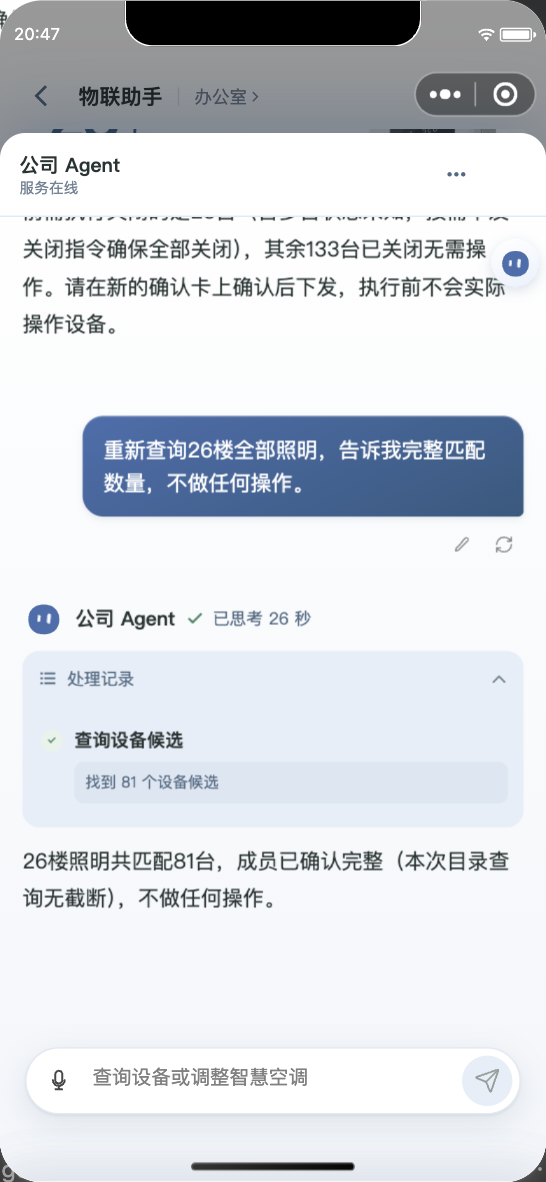 20:47
物联助手
办公室
公司 Agent
服务在线
关闭指令确保全部关闭），其余133台已关闭无需操
作。请在新的确认卡上确认后下发，执行前不会实际
操作设备。
重新查询26楼全部照明，告诉我完整匹配
数量，不做任何操作。
公司 Agent 已思考 26 秒
处理记录
查询设备候选
找到 81 个设备候选
26楼照明共匹配81台，成员已确认完整（本次目录查
询无截断），不做任何操作。
查询设备或调整智慧空调